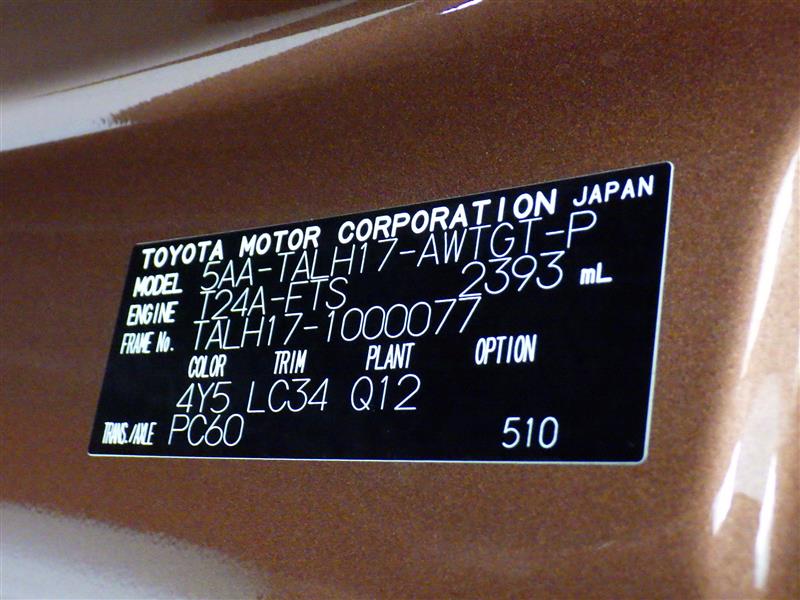 TOYOTA MOTOR CORPORATION JAPAN
MODEL 5AA-TALH17-AWTGT-P
ENGINE T24A-FTS 2393 mL
FRAME No. TALH17-1000077
COLOR TRIM PLANT OPTION
4Y5 LC34 Q12
TRANS./AXLE PC60 510